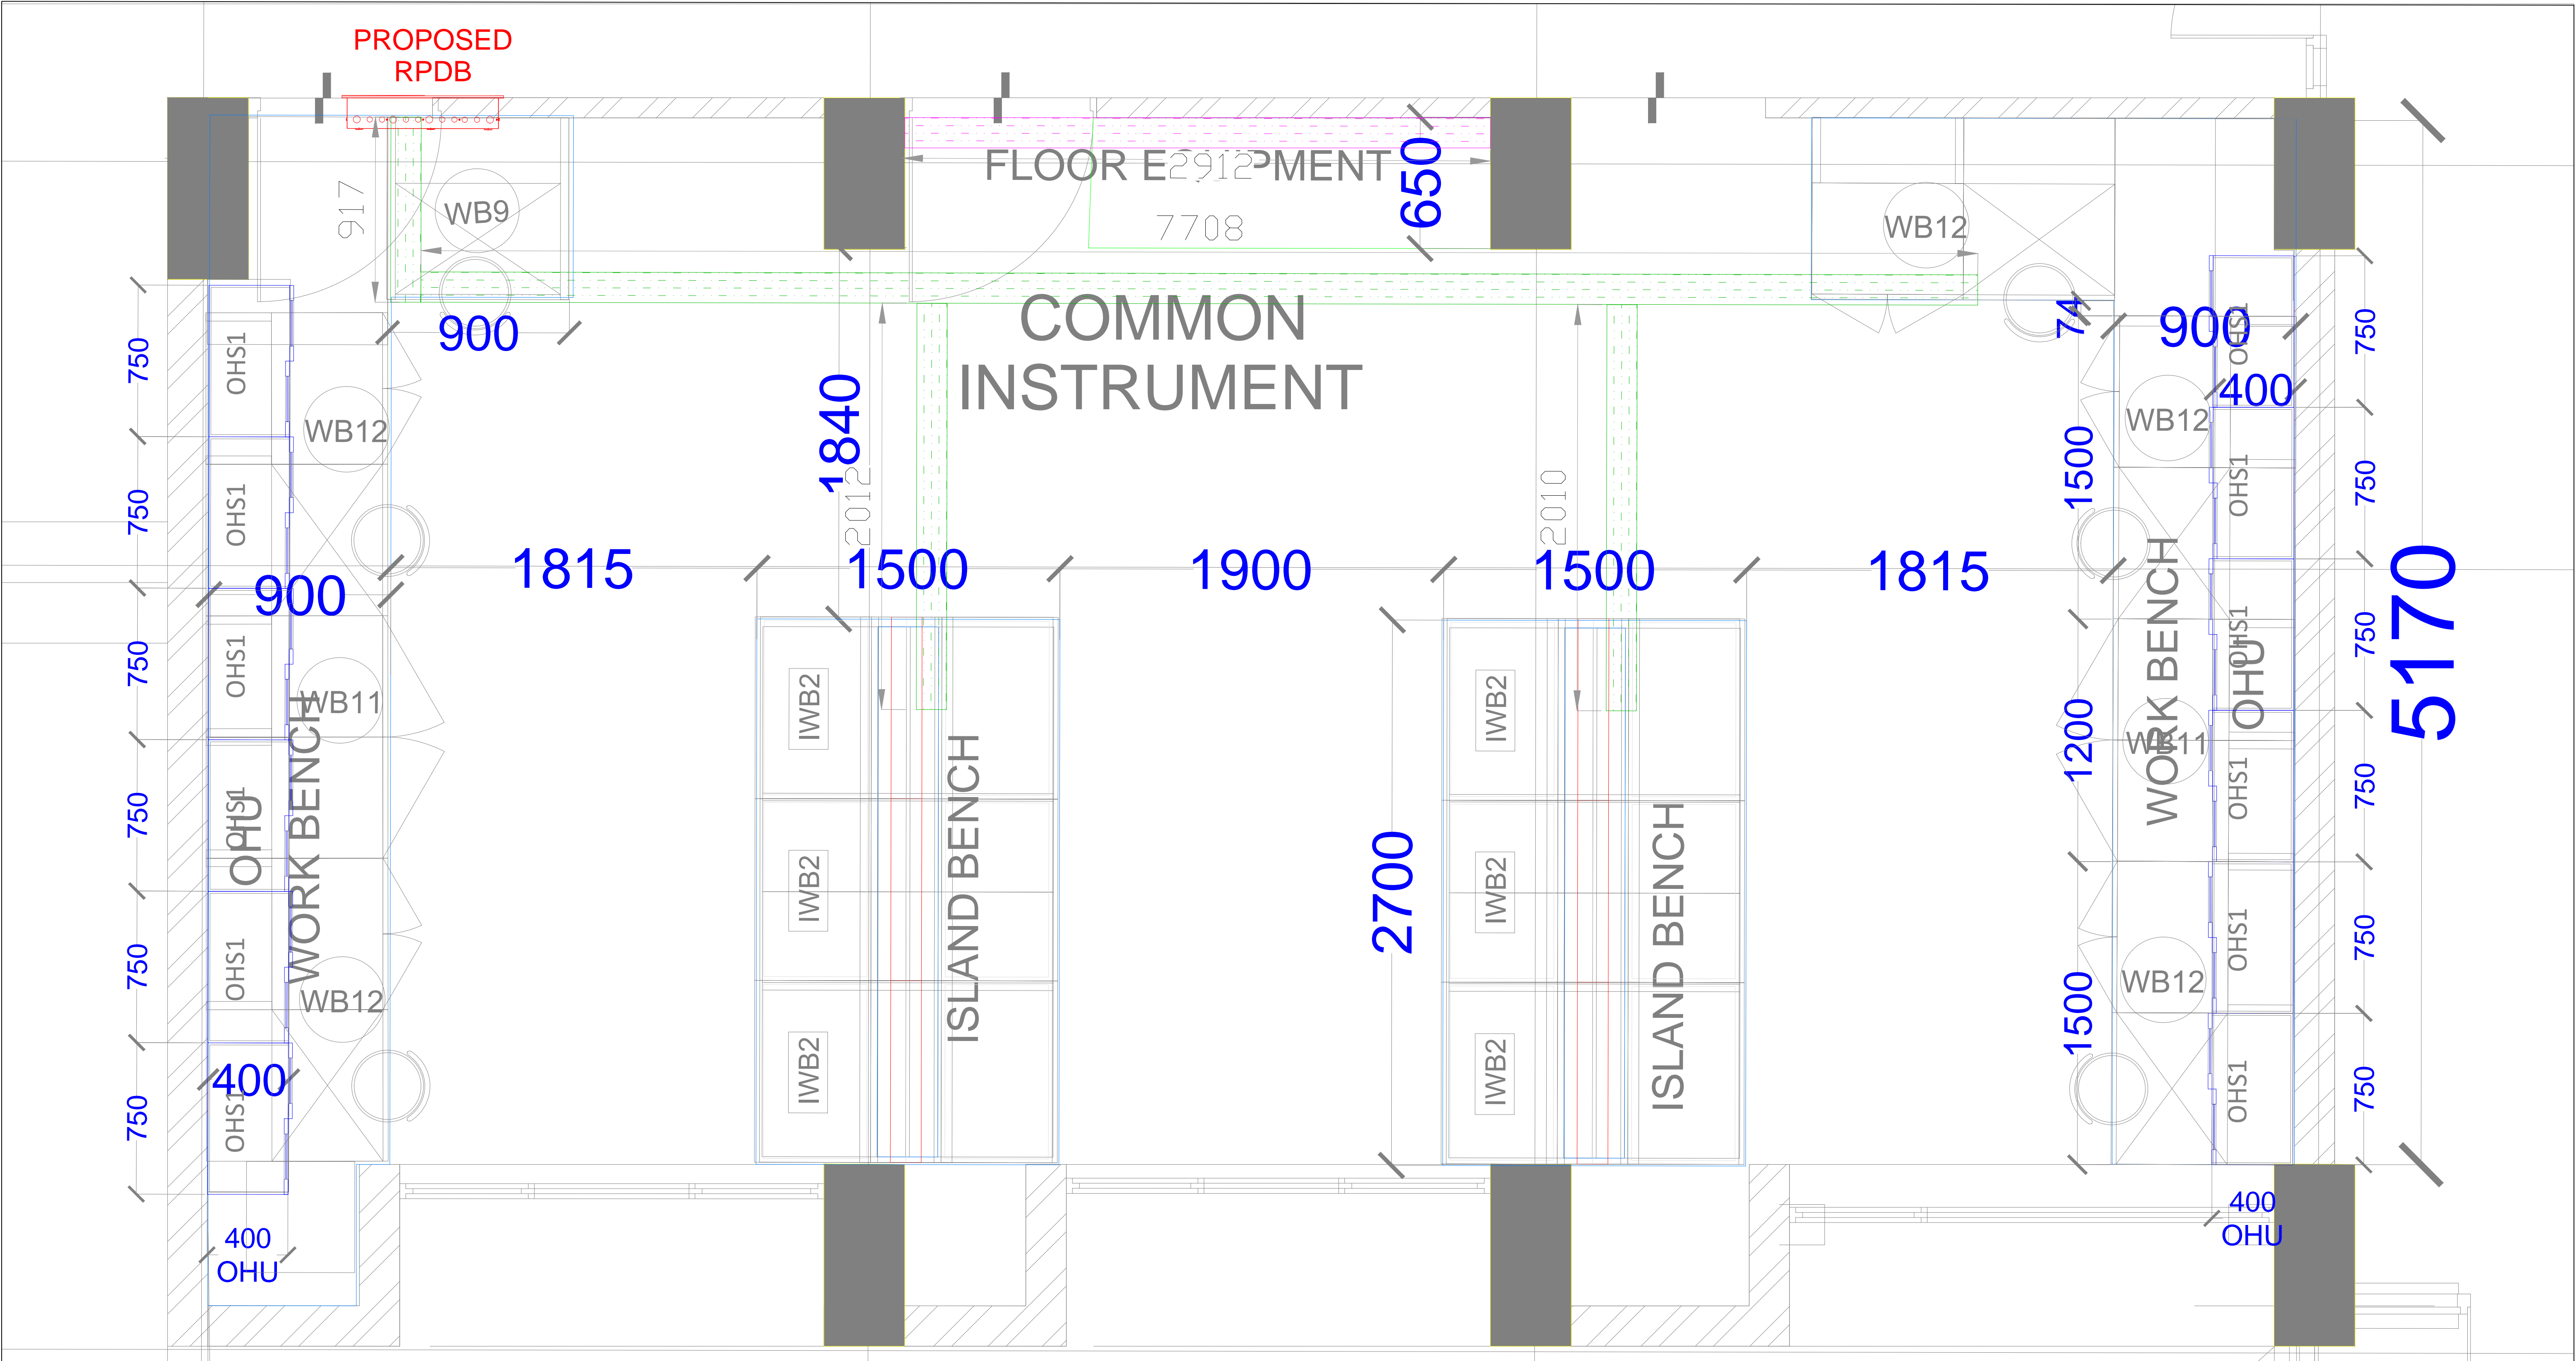 PROPOSED
RPDB
FLOOR EQUIPMENT
2912
650
917
WB9
7708
WB12
COMMON
INSTRUMENT
900
74
900
400
1840
2012
2010
750
750
750
750
750
750
OHS1
OHS1
OHS1
OHS1
OHS1
OHS1
WB12
WB11
WB12
900
OHU
WORK BENCH
400
400
OHU
1815
1500
1900
1500
1815
IWB2
IWB2
IWB2
ISLAND BENCH
2700
IWB2
IWB2
IWB2
ISLAND BENCH
1500
1200
1500
WB12
WB11
WB12
WORK BENCH
OHU
OHS1
OHS1
OHS1
OHS1
OHS1
OHS1
750
750
750
750
750
750
5170
400
OHU